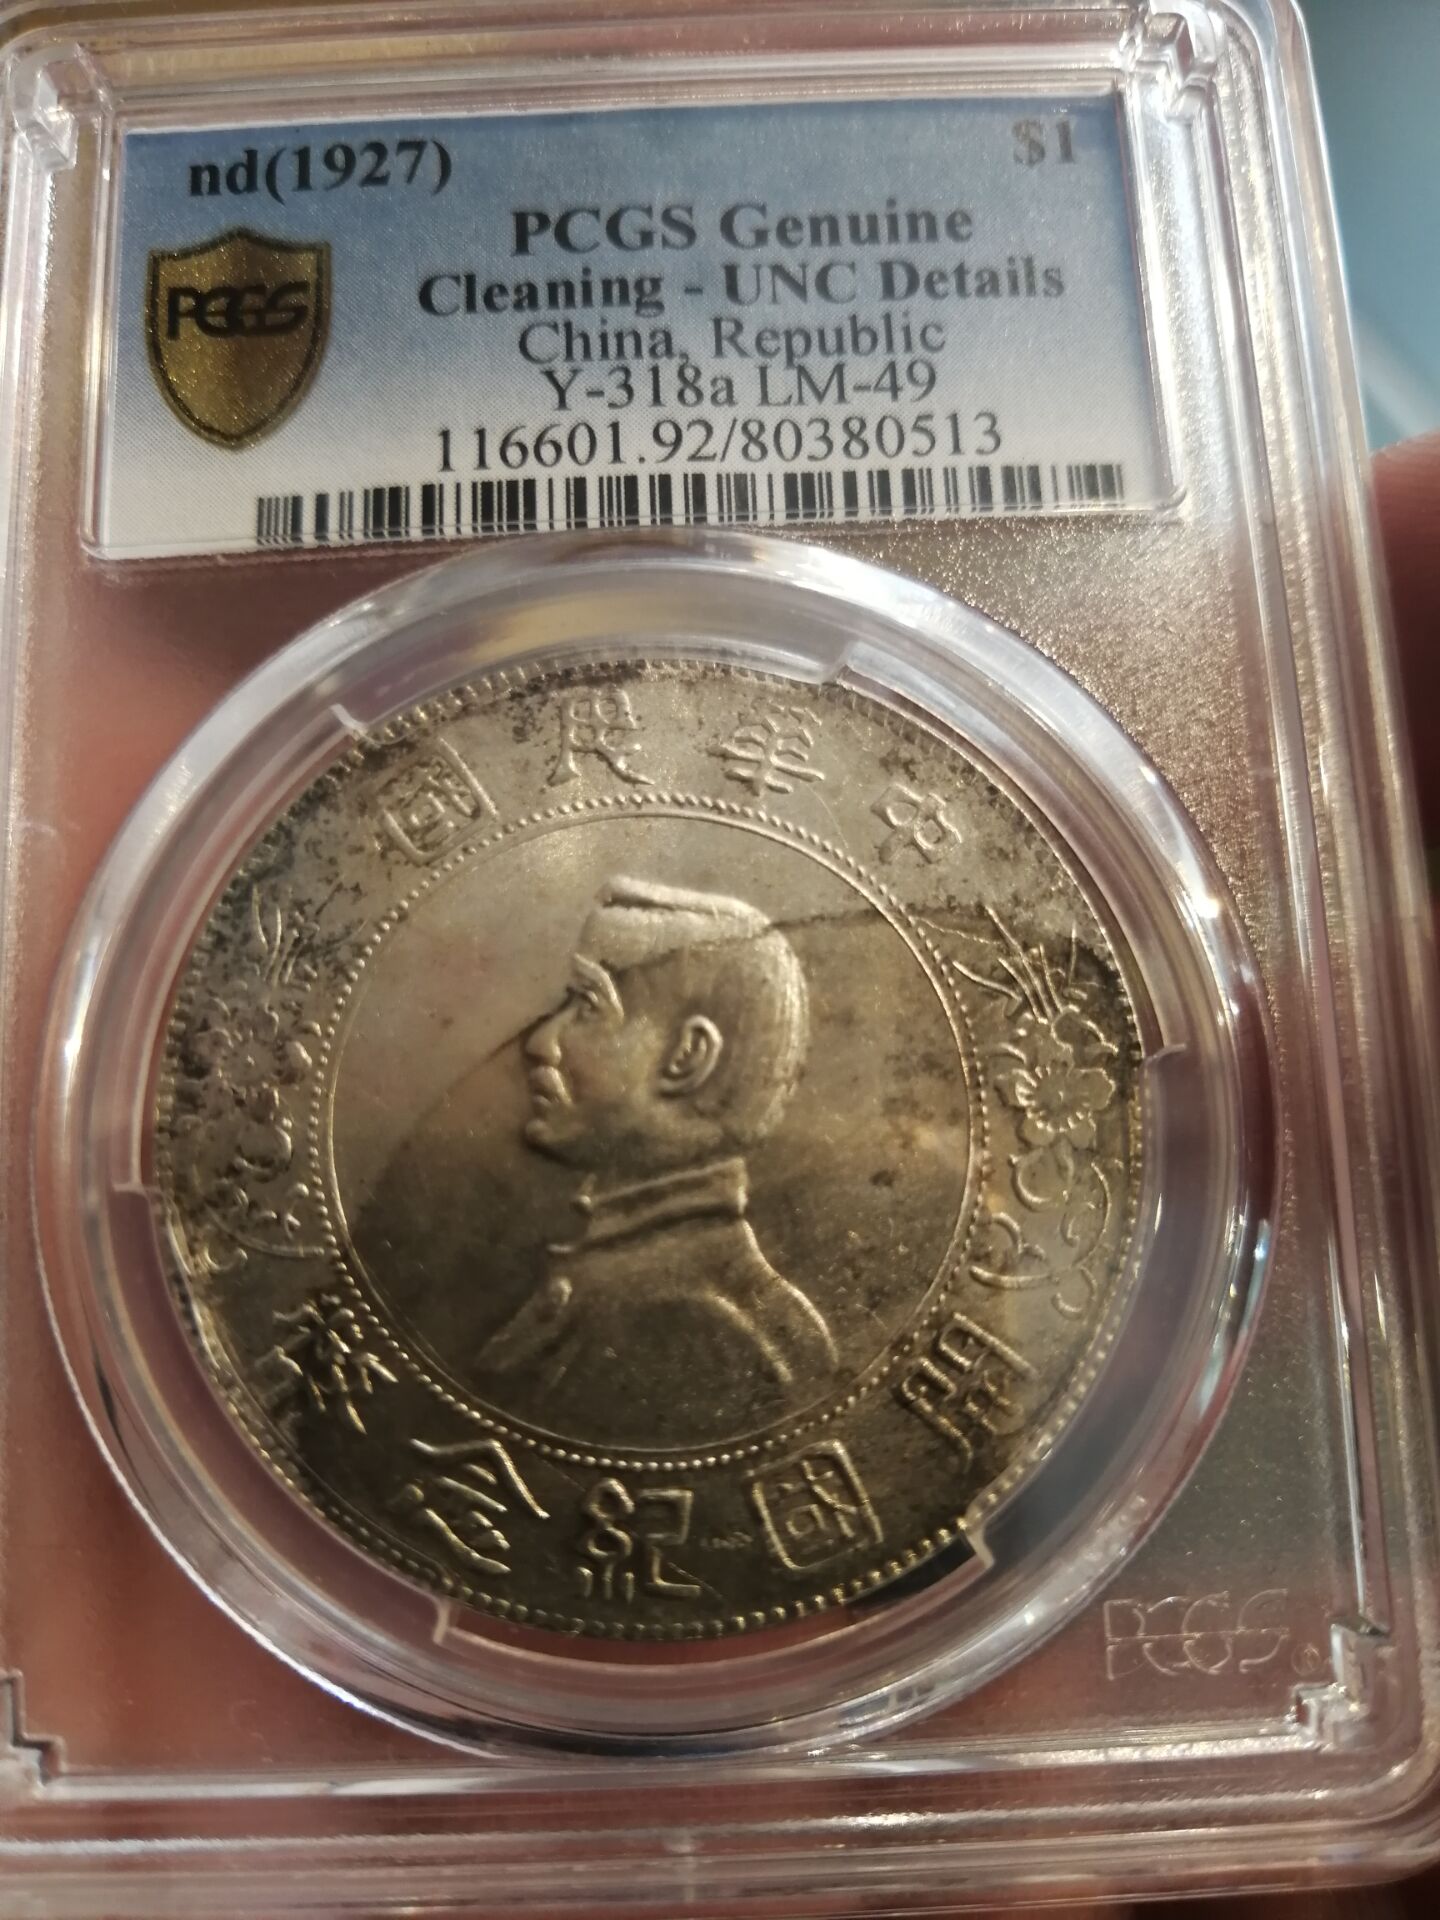 nd(1927) $1
PCGS
PCGS Genuine
Cleaning - UNC Details
China, Republic
Y-318a LM-49
116601.92/80380513
中華民國
開國紀念幣
PCGS